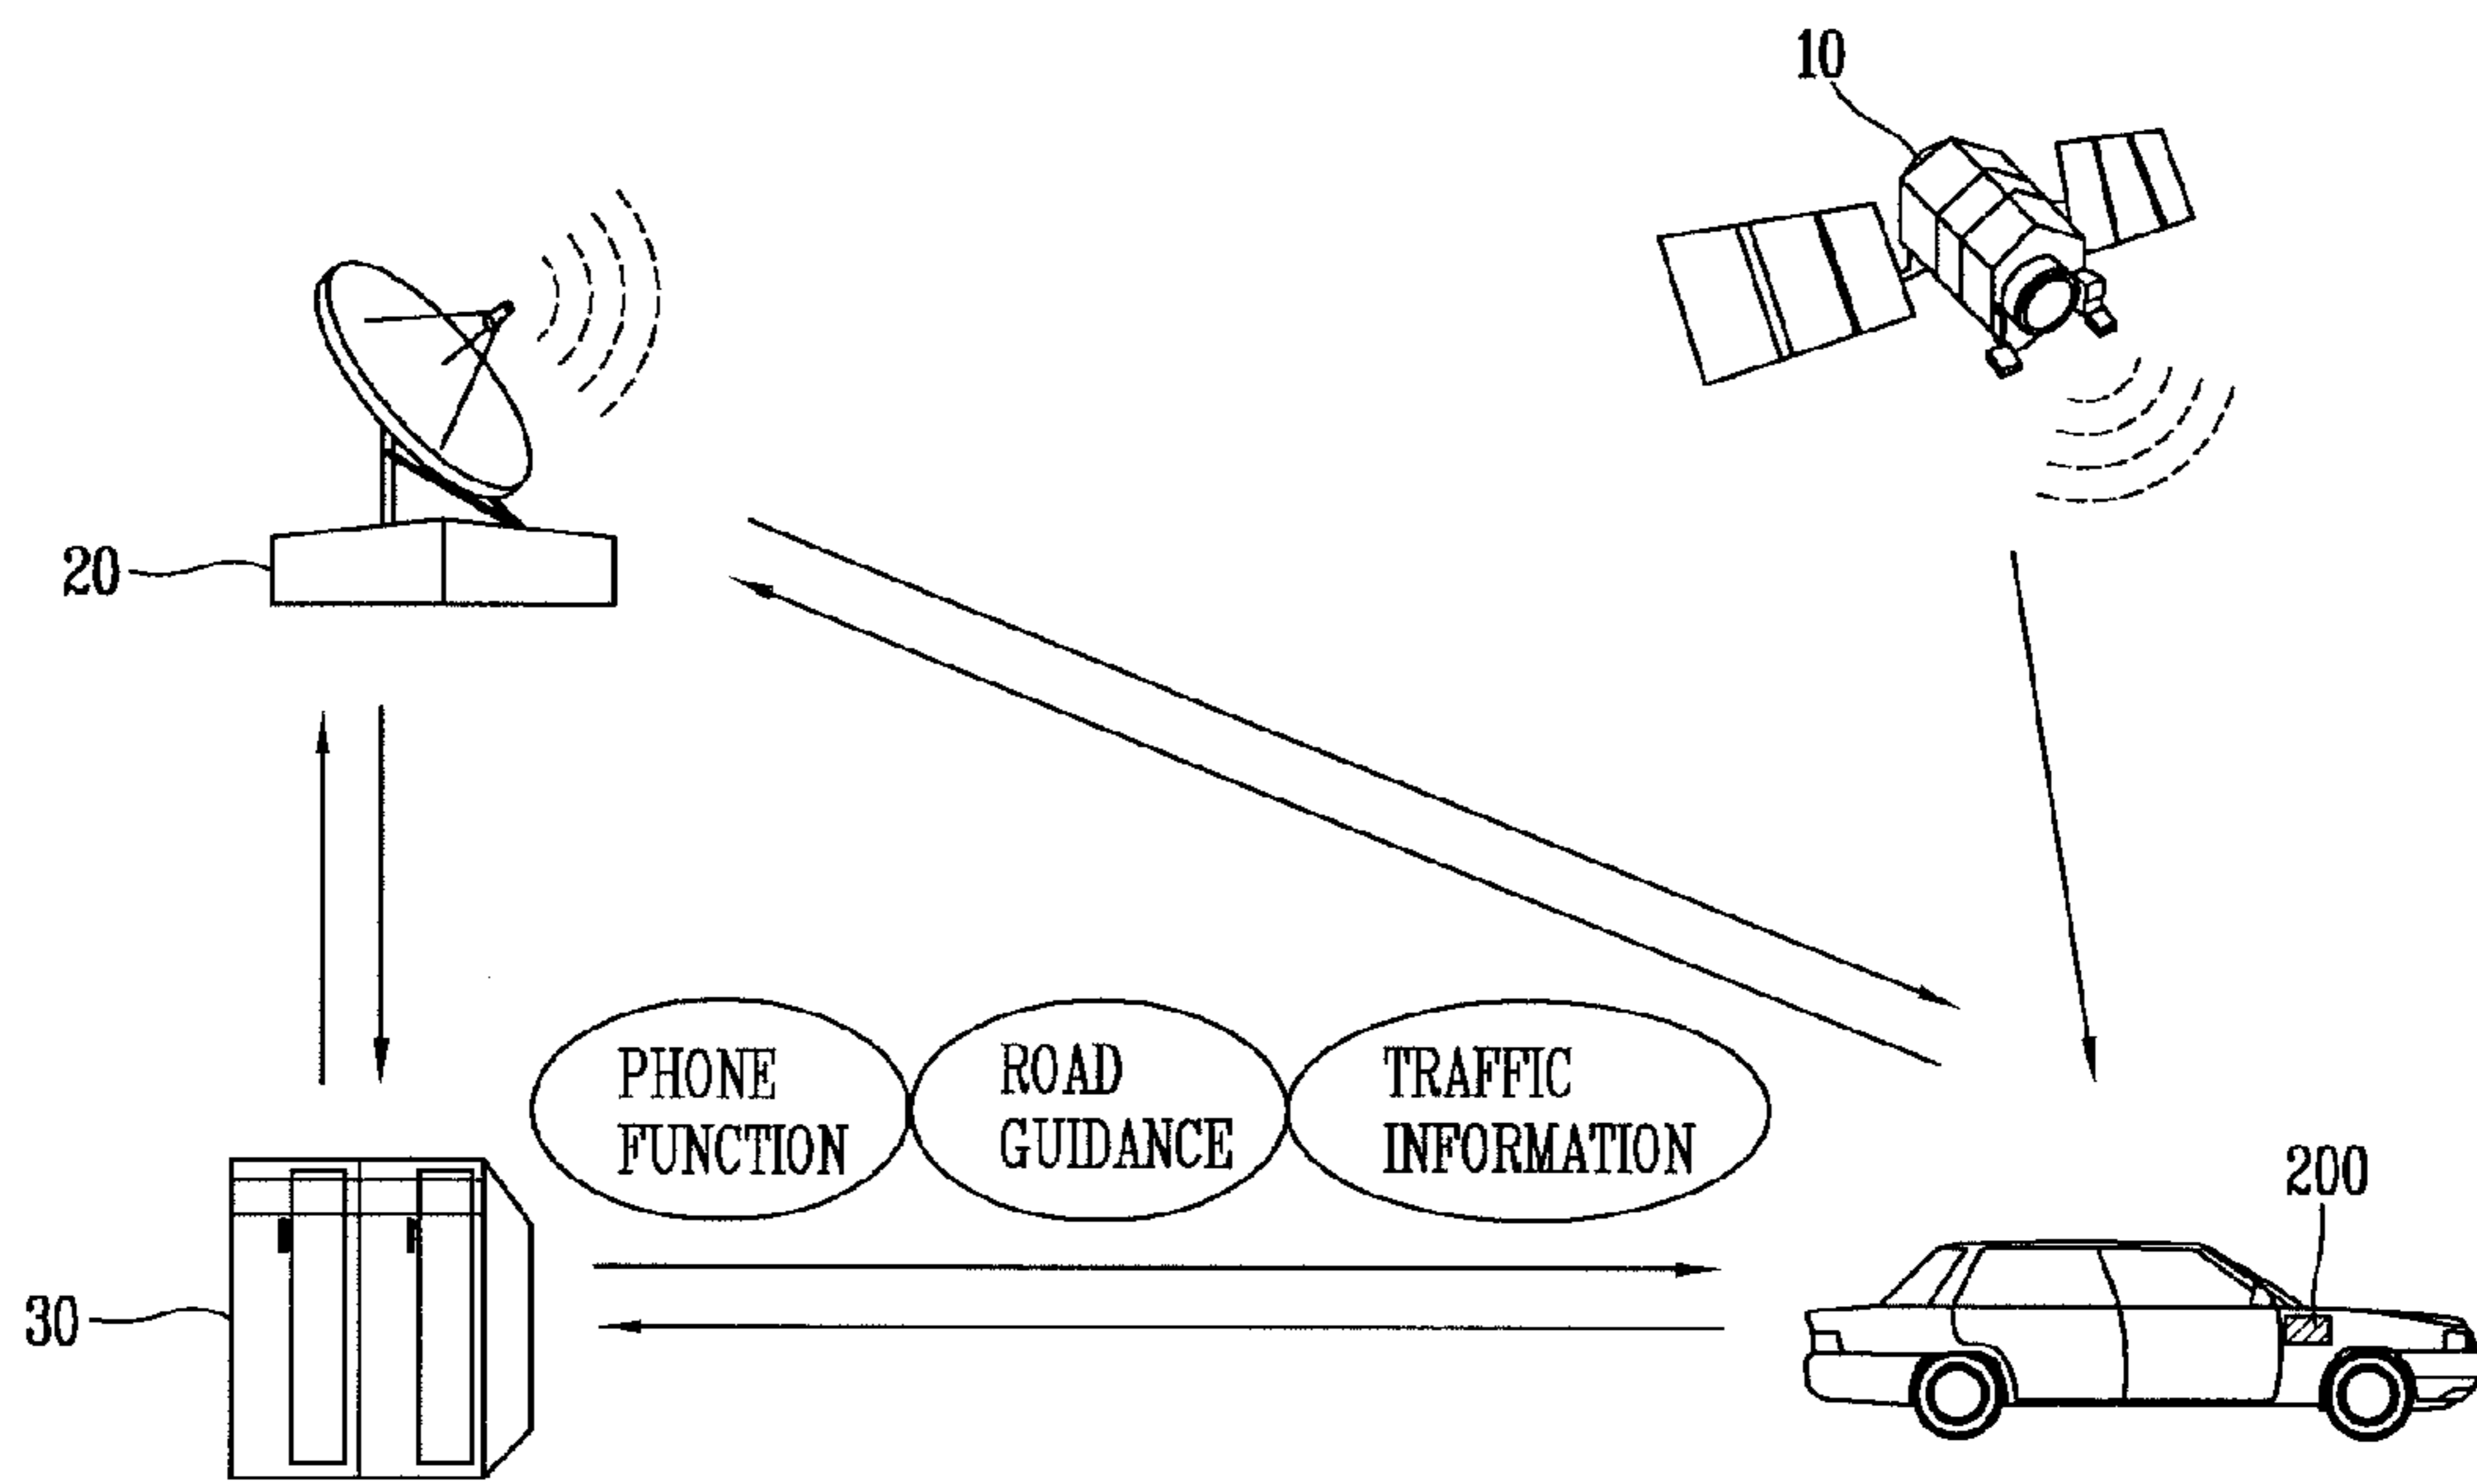 10
20
PHONE
FUNCTION
ROAD
GUIDANCE
TRAFFIC
INFORMATION
200
30